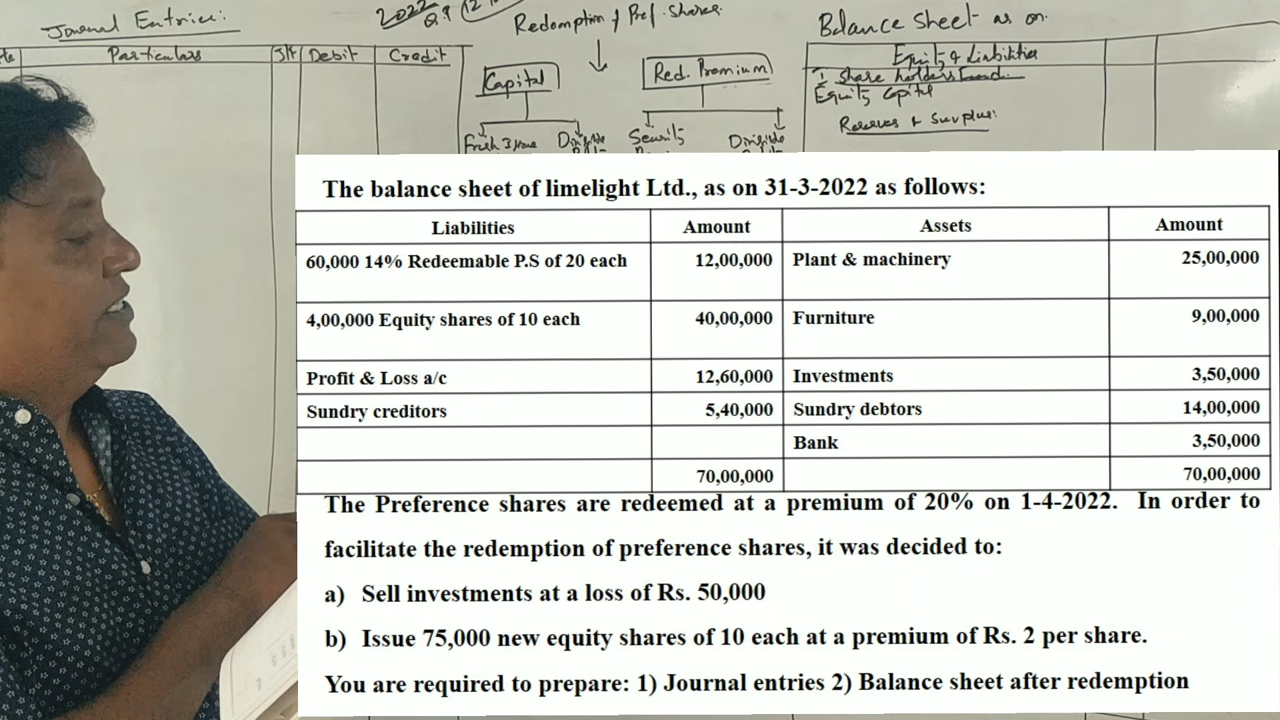 Journal Entries:
2022
Q.P
Redemption of Pref. Shares.
Balance Sheet as on.
Particulars J/F Debit Credit
Capital
Red. Premium
Equity & Liabilities
1 Share holders Fund
Equity Capital
Reserves & Surplus:
Fresh Issue
Security
The balance sheet of limelight Ltd., as on 31-3-2022 as follows:
Liabilities Amount Assets Amount
60,000 14% Redeemable P.S of 20 each 12,00,000 Plant & machinery 25,00,000
4,00,000 Equity shares of 10 each 40,00,000 Furniture 9,00,000
Profit & Loss a/c 12,60,000 Investments 3,50,000
Sundry creditors 5,40,000 Sundry debtors 14,00,000
Bank 3,50,000
70,00,000 70,00,000
The Preference shares are redeemed at a premium of 20% on 1-4-2022. In order to
facilitate the redemption of preference shares, it was decided to:
a) Sell investments at a loss of Rs. 50,000
b) Issue 75,000 new equity shares of 10 each at a premium of Rs. 2 per share.
You are required to prepare: 1) Journal entries 2) Balance sheet after redemption